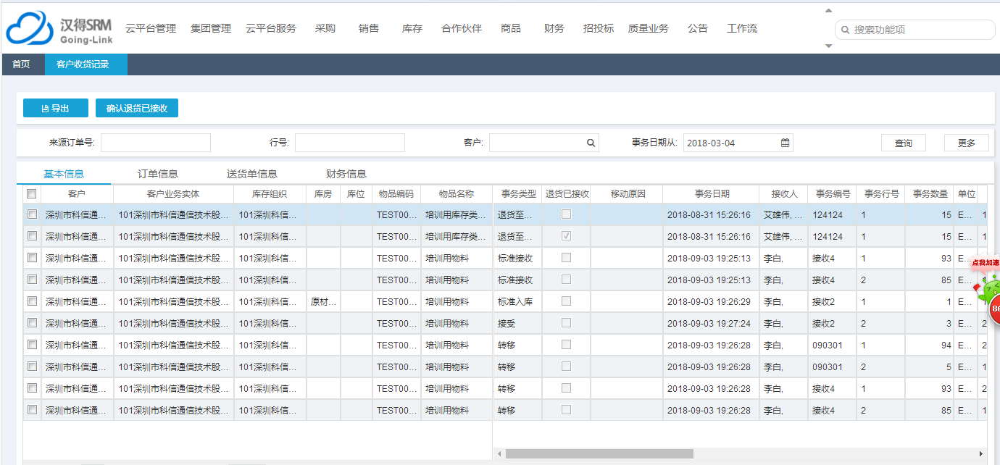 汉得SRM
Going-Link
云平台管理 集团管理 云平台服务 采购 销售 库存 合作伙伴 商品 财务 招投标 质量业务 公告 工作流
搜索功能项
首页 客户收货记录
导出 确认退货已接收
来源订单号: 行号: 客户: 事务日期从: 2018-03-04 查询 更多
基本信息 订单信息 送货单信息 财务信息
客户 客户业务实体 库存组织 库房 库位 物品编码 物品名称 事务类型 退货已接收 移动原因 事务日期 接收人 事务编号 事务行号 事务数量 单位
深圳市科信通... 101深圳市科信通信技术股... 101深圳科信... TEST00... 培训用库存类... 退货至... 2018-08-31 15:26:16 艾雄伟, ... 124124 1 15 E... 1
深圳市科信通... 101深圳市科信通信技术股... 101深圳科信... TEST00... 培训用库存类... 退货至... 2018-08-31 15:26:16 艾雄伟, ... 124124 1 15 E... 1
深圳市科信通... 101深圳市科信通信技术股... 101深圳科信... TEST00... 培训用物料 标准接收 2018-09-03 19:25:13 李白, 接收4 1 93 E...
点我加速
深圳市科信通... 101深圳市科信通信技术股... 101深圳科信... TEST00... 培训用物料 标准接收 2018-09-03 19:25:13 李白, 接收4 2 85 E...
深圳市科信通... 101深圳市科信通信技术股... 101深圳科信... 原材... TEST00... 培训用物料 标准入库 2018-09-03 19:26:29 李白, 接收2 1 1 E...
86
深圳市科信通... 101深圳市科信通信技术股... 101深圳科信... TEST00... 培训用物料 接受 2018-09-03 19:27:24 李白, 接收2 2 3 E... 2
深圳市科信通... 101深圳市科信通信技术股... 101深圳科信... TEST00... 培训用物料 转移 2018-09-03 19:26:28 李白, 090301 1 94 E... 2
深圳市科信通... 101深圳市科信通信技术股... 101深圳科信... TEST00... 培训用物料 转移 2018-09-03 19:26:28 李白, 090301 2 5 E... 1
深圳市科信通... 101深圳市科信通信技术股... 101深圳科信... TEST00... 培训用物料 转移 2018-09-03 19:26:28 李白, 接收4 1 93 E... 2
深圳市科信通... 101深圳市科信通信技术股... 101深圳科信... TEST00... 培训用物料 转移 2018-09-03 19:26:28 李白, 接收4 2 85 E... 1